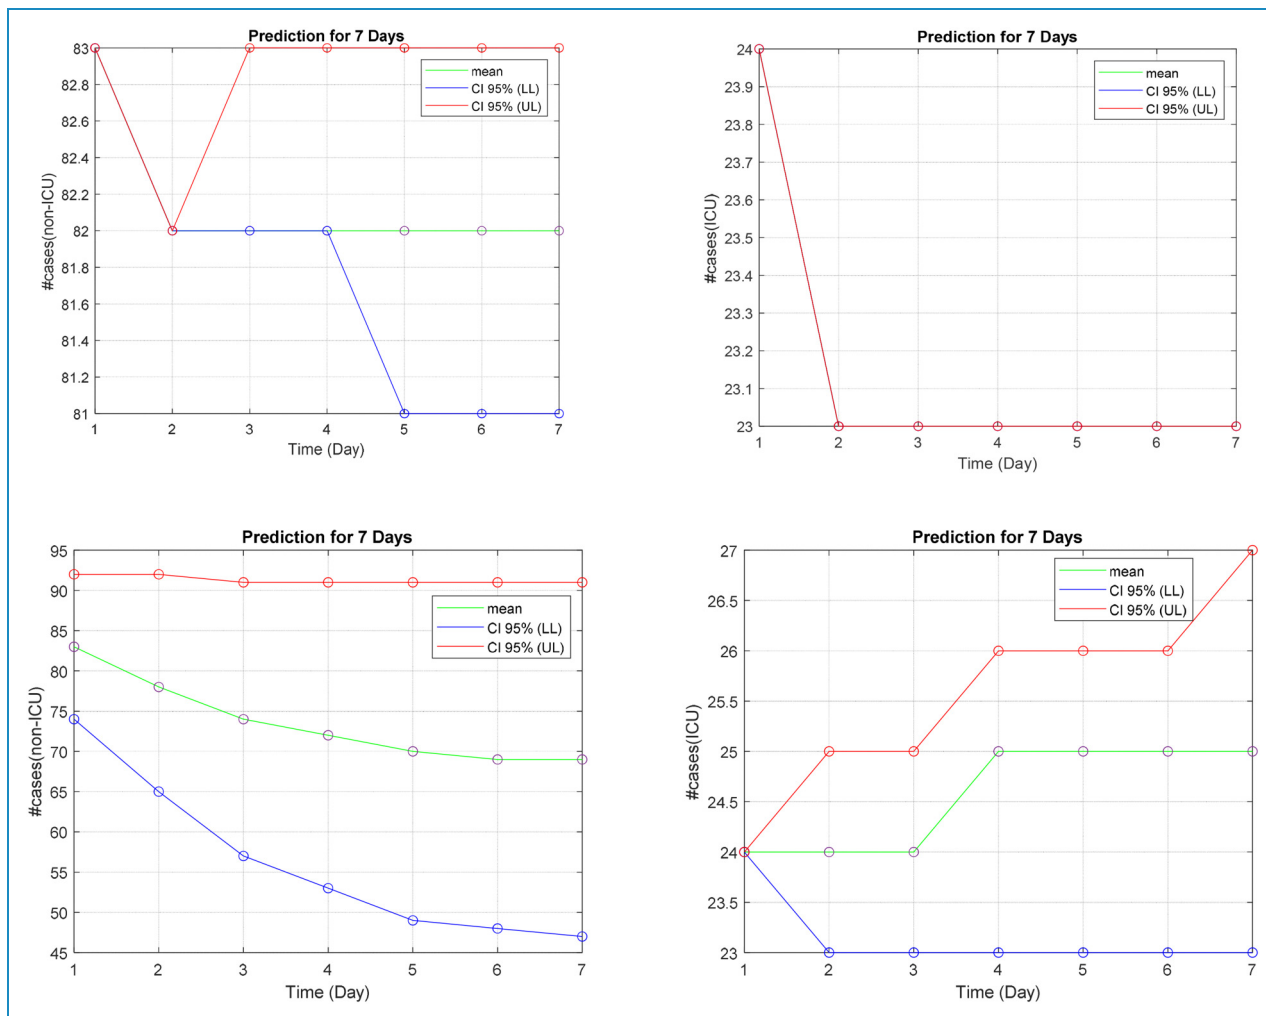 Prediction for 7 Days
83
82.8
82.6
82.4
82.2
82
81.8
81.6
81.4
81.2
81
#cases(non-ICU)
mean
CI 95% (LL)
CI 95% (UL)
1 2 3 4 5 6 7
Time (Day)
Prediction for 7 Days
24
23.9
23.8
23.7
23.6
23.5
23.4
23.3
23.2
23.1
23
#cases(ICU)
mean
CI 95% (LL)
CI 95% (UL)
1 2 3 4 5 6 7
Time (Day)
Prediction for 7 Days
95
90
85
80
75
70
65
60
55
50
45
#cases(non-ICU)
mean
CI 95% (LL)
CI 95% (UL)
1 2 3 4 5 6 7
Time (Day)
Prediction for 7 Days
27
26.5
26
25.5
25
24.5
24
23.5
23
#cases(ICU)
mean
CI 95% (LL)
CI 95% (UL)
1 2 3 4 5 6 7
Time (Day)